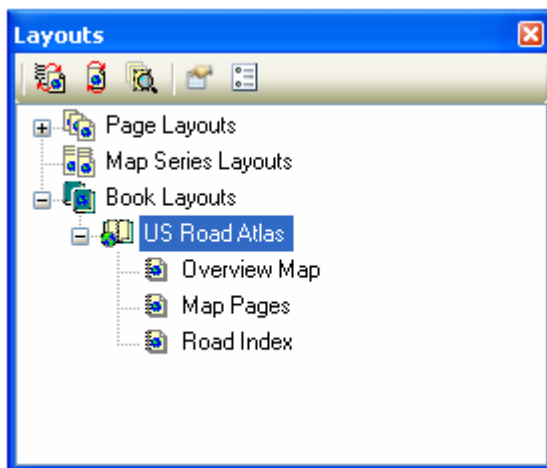 Layouts
Page Layouts
Map Series Layouts
Book Layouts
US Road Atlas
Overview Map
Map Pages
Road Index